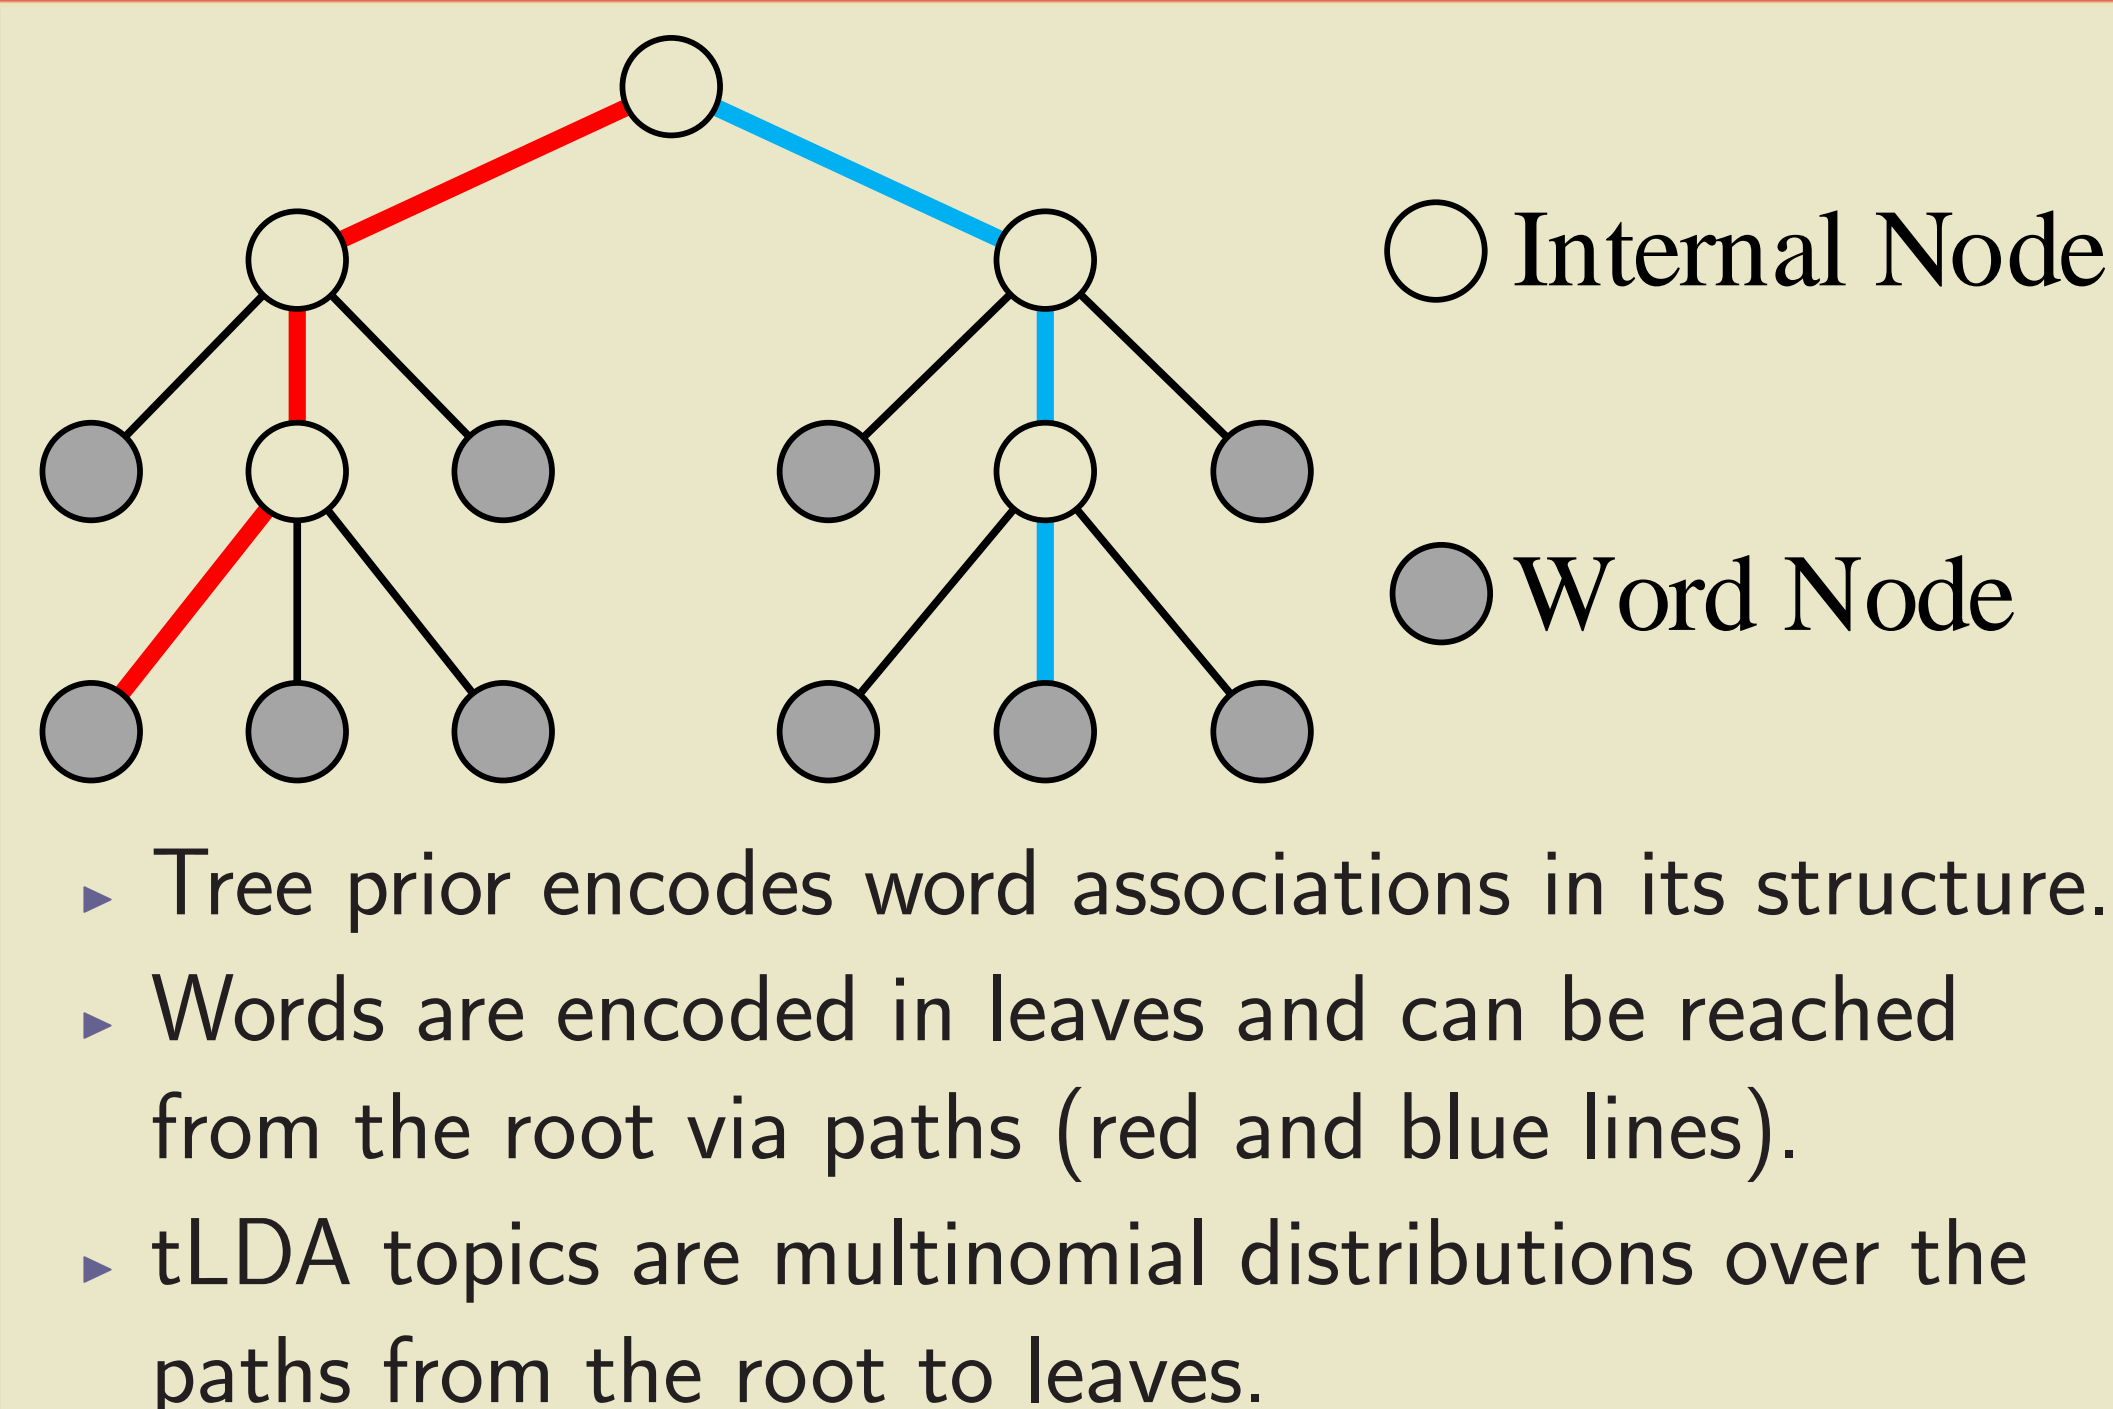 Internal Node
Word Node
► Tree prior encodes word associations in its structure.
► Words are encoded in leaves and can be reached
from the root via paths (red and blue lines).
► tLDA topics are multinomial distributions over the
paths from the root to leaves.